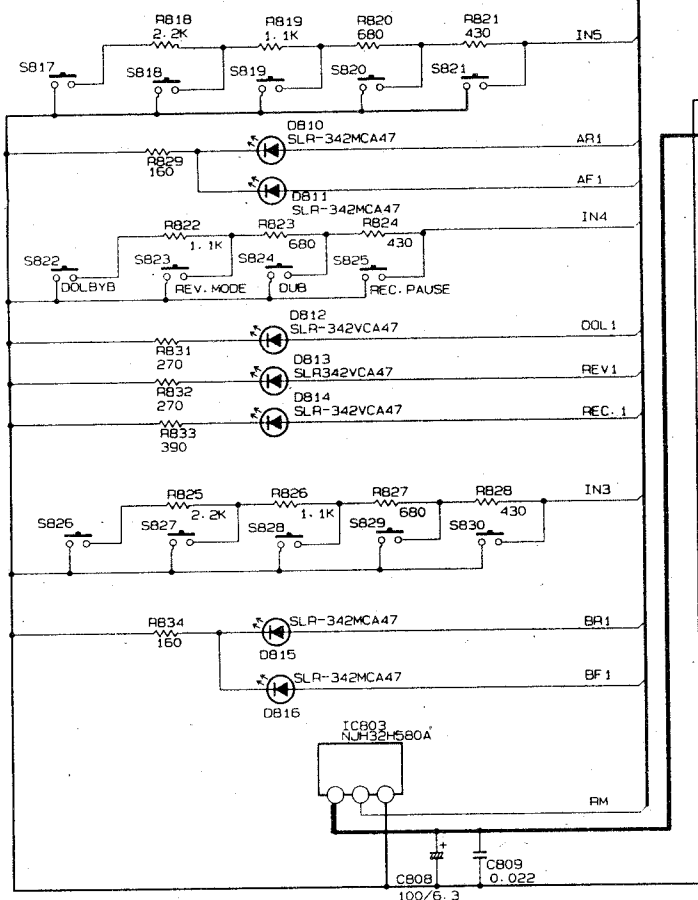 R818
2.2K
R819
1.1K
R820
680
R821
430
IN5
S817
S818
S819
S820
S821
D810
SLR-342MCA47
AR1
R829
160
D811
SLR-342MCA47
AF1
R822
1.1K
R823
680
R824
430
IN4
S822
DOLBYB
S823
REV.MODE
S824
DUB
S825
REC.PAUSE
D812
SLR-342VCA47
DOL1
R831
270
D813
SLR342VCA47
REV1
R832
270
D814
SLR-342VCA47
REC.1
R833
390
R825
2.2K
R826
1.1K
R827
680
R828
430
IN3
S826
S827
S828
S829
S830
R834
160
SLR-342MCA47
D815
BR1
SLR-342MCA47
D816
BF1
IC803
NJH32H580A
RM
C808
100/6.3
C809
0.022